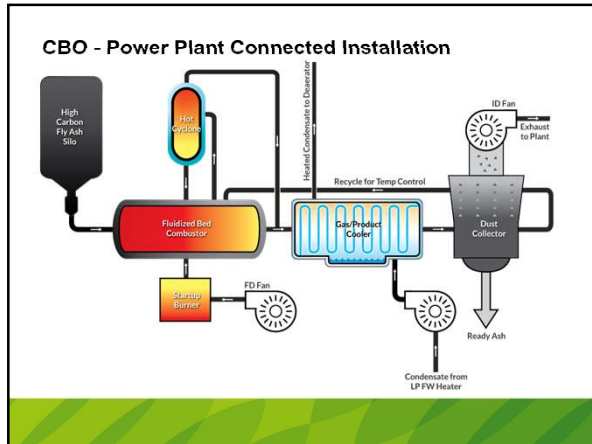 CBO - Power Plant Connected Installation
High
Carbon
Fly Ash
Silo
Hot
Cyclone
Heated Condensate to Deaerator
ID Fan
Exhaust
to Plant
Recycle for Temp Control
Fluidized Bed
Combustor
Gas/Product
Cooler
Dust
Collector
Startup
Burner
FD Fan
Ready Ash
Condensate from
LP FW Heater